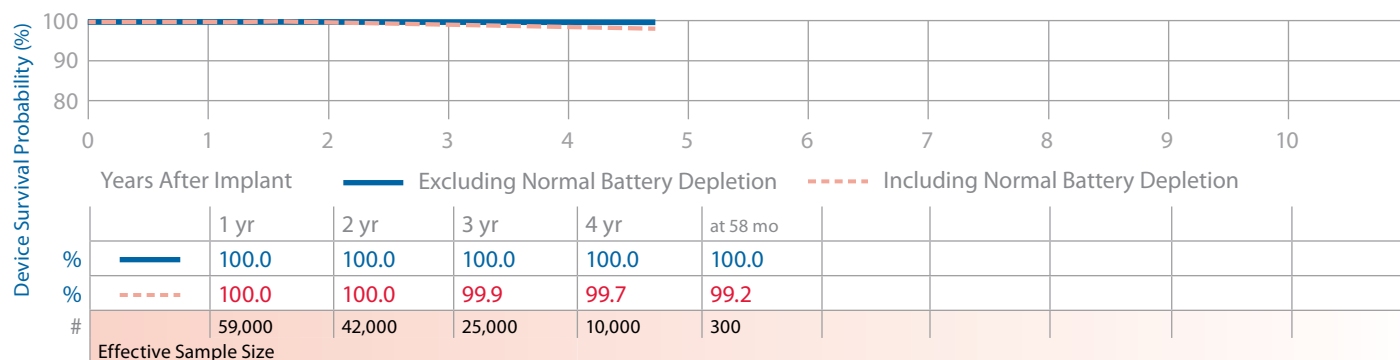 Device Survival Probability (%)
100
90
80
0 1 2 3 4 5 6 7 8 9 10
Years After Implant Excluding Normal Battery Depletion Including Normal Battery Depletion
1 yr 2 yr 3 yr 4 yr at 58 mo
% 100.0 100.0 100.0 100.0 100.0
% 100.0 100.0 99.9 99.7 99.2
# 59,000 42,000 25,000 10,000 300
Effective Sample Size